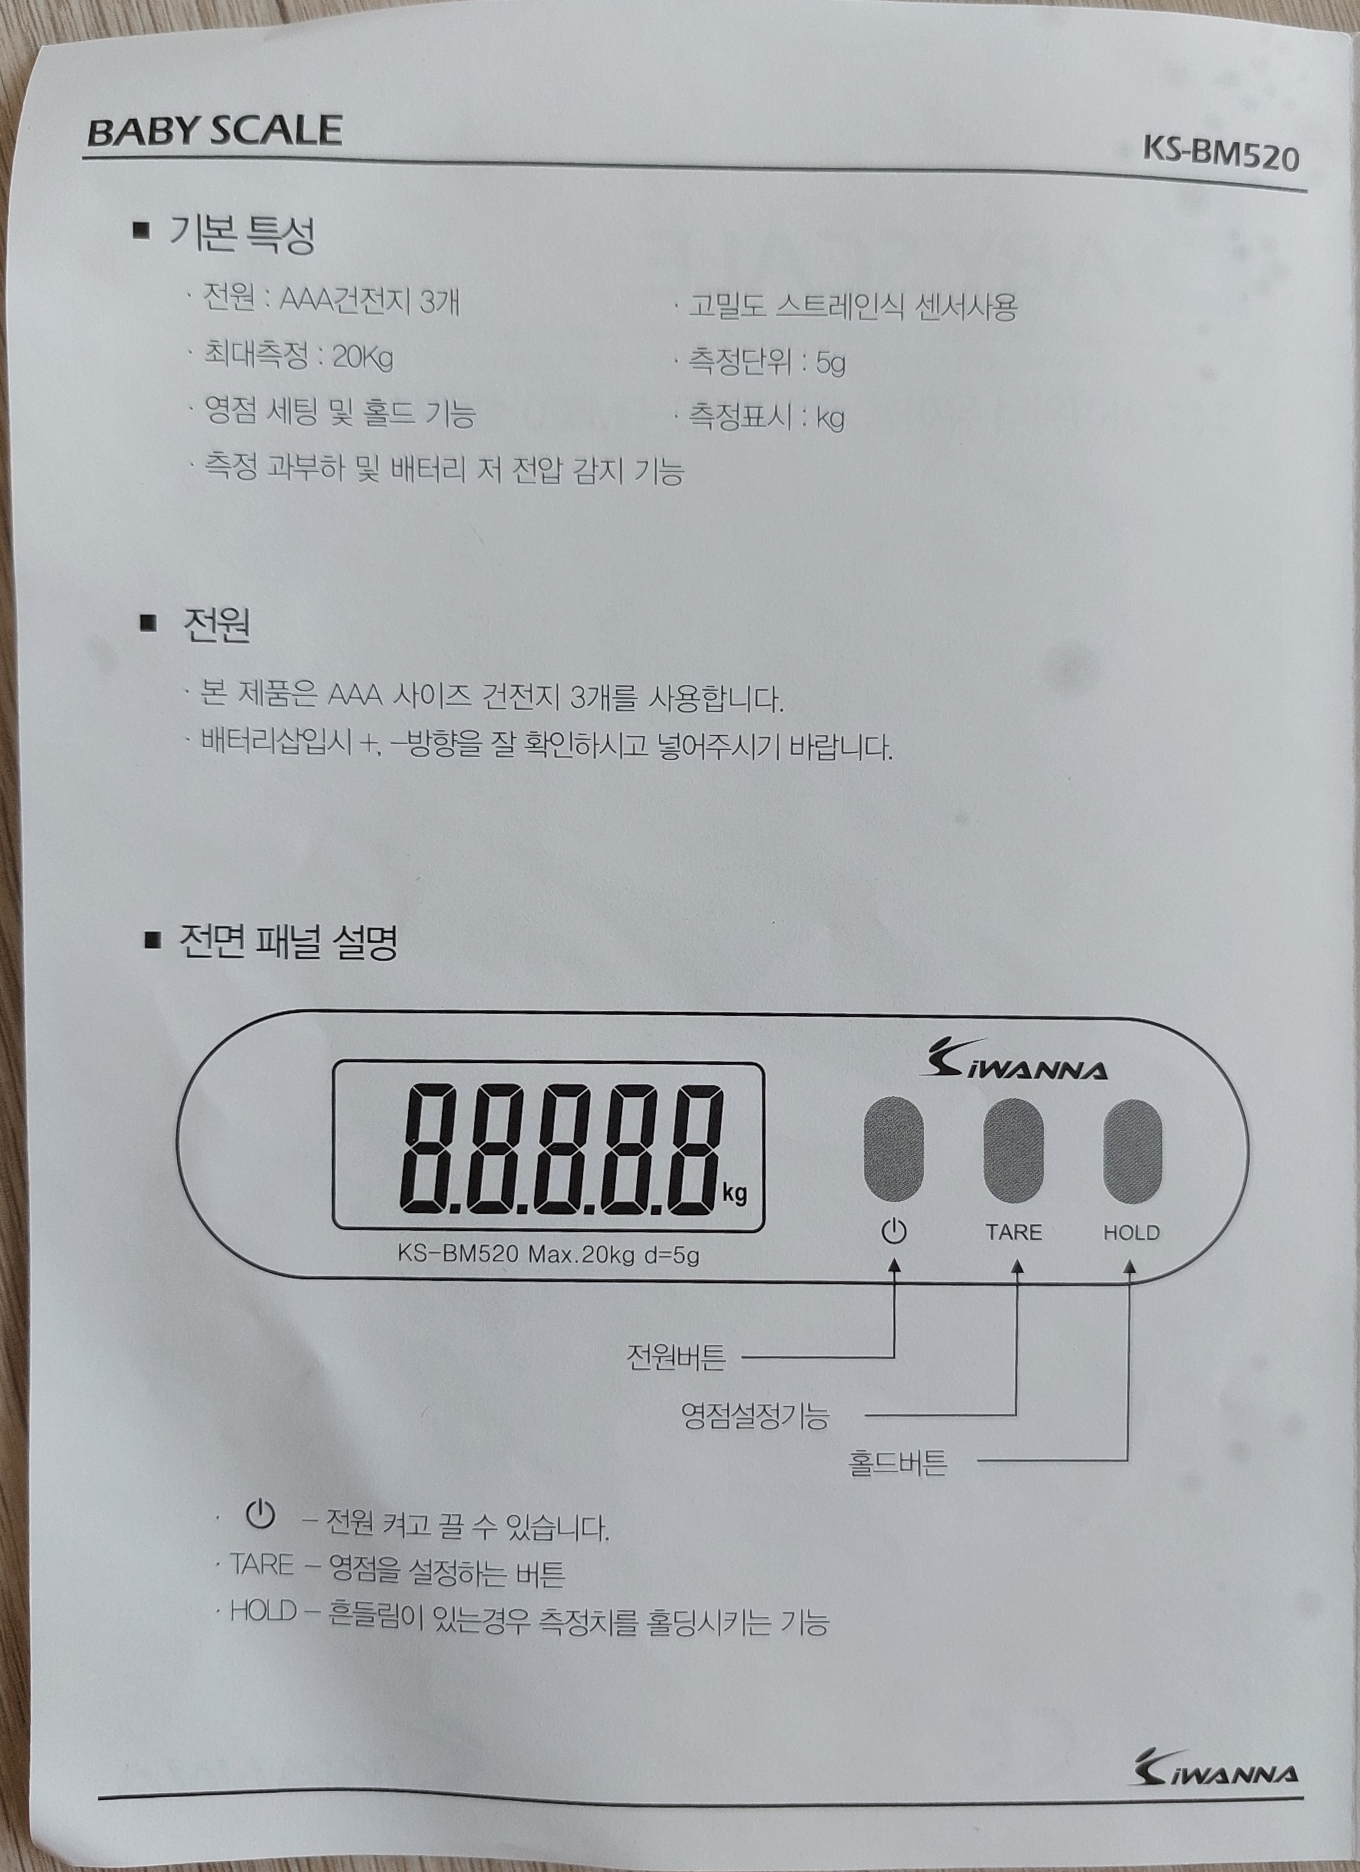 BABY SCALE
KS-BM520
■ 기본 특성
· 전원 : AAA건전지 3개
· 고밀도 스트레인식 센서사용
· 최대측정 : 20Kg
· 측정단위 : 5g
· 영점 세팅 및 홀드 기능
· 측정표시 : kg
· 측정 과부하 및 배터리 저 전압 감지 기능
■ 전원
· 본 제품은 AAA 사이즈 건전지 3개를 사용합니다.
· 배터리삽입시 +, -방향을 잘 확인하시고 넣어주시기 바랍니다.
■ 전면 패널 설명
iWANNA
8.8.8.8.8 kg
TARE
HOLD
KS-BM520 Max.20kg d=5g
전원버튼
영점설정기능
홀드버튼
· ⏻ - 전원 켜고 끌 수 있습니다.
· TARE - 영점을 설정하는 버튼
· HOLD - 흔들림이 있는경우 측정치를 홀딩시키는 기능
iWANNA